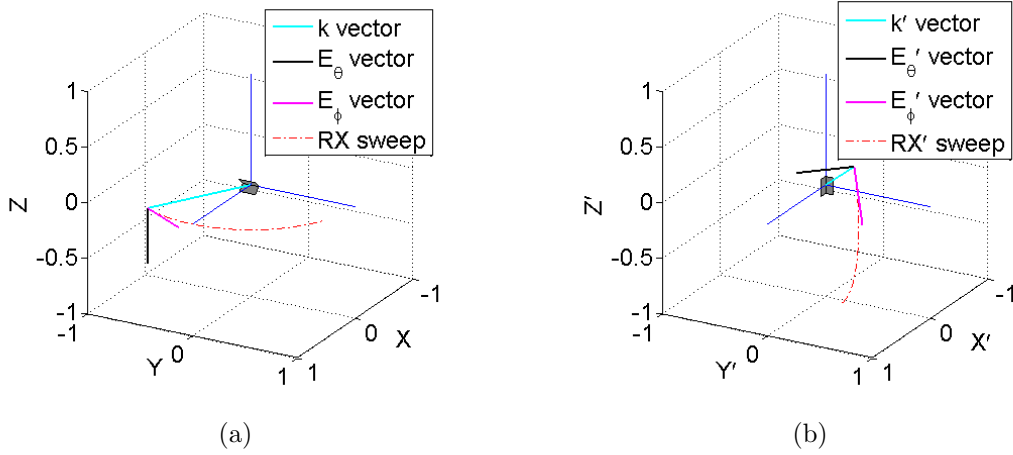 k vector
E_θ vector
E_ϕ vector
RX sweep
1
0.5
0
-0.5
-1
Z
-1
0
1
Y
1
0
-1
X
(a)
k′ vector
E_θ′ vector
E_ϕ′ vector
RX′ sweep
1
0.5
0
-0.5
-1
Z′
-1
0
1
Y′
1
0
-1
X′
(b)